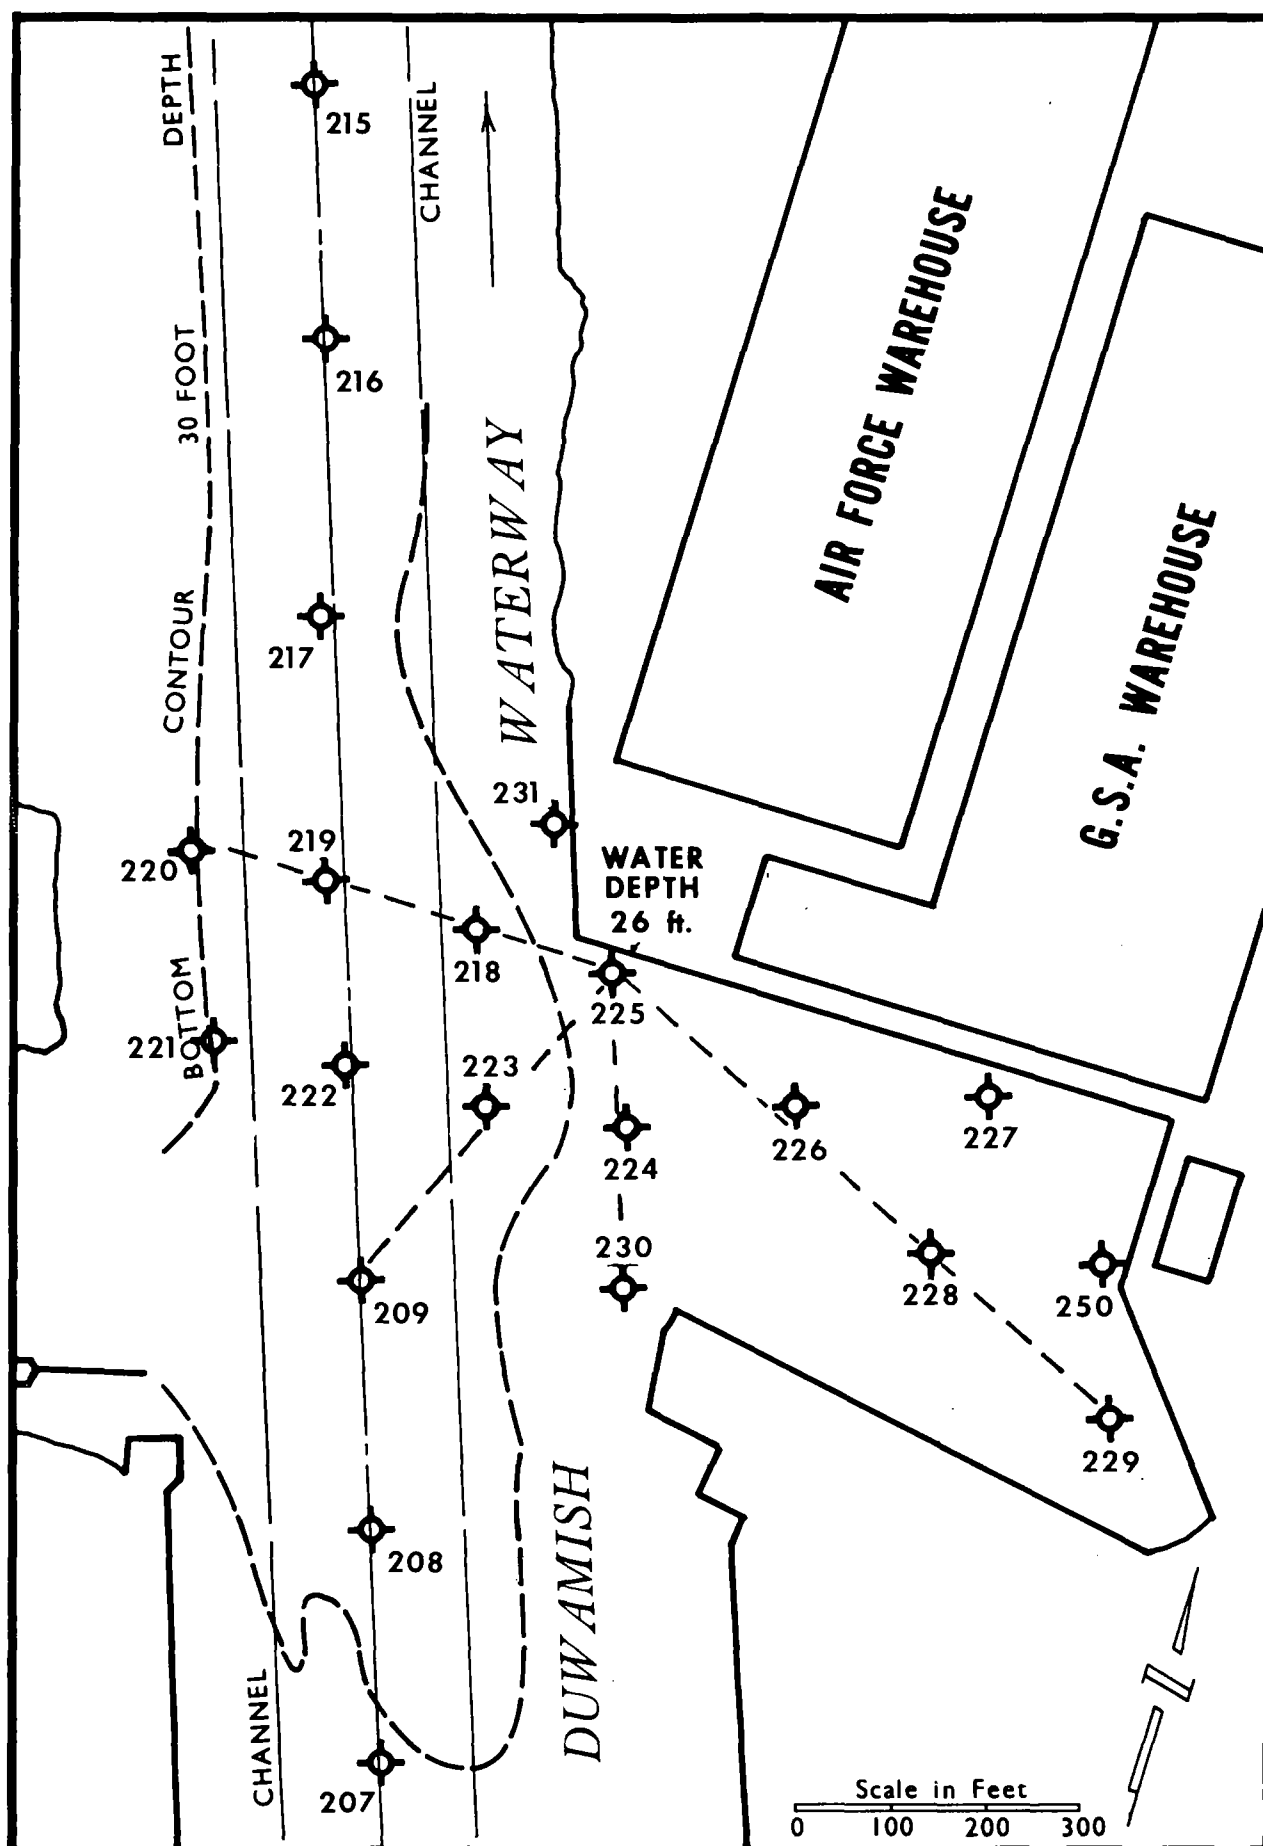 DEPTH
215
CHANNEL
216
30 FOOT
WATERWAY
AIR FORCE WAREHOUSE
G.S.A. WAREHOUSE
217
CONTOUR
231
219
220
WATER
DEPTH
26 ft.
218
225
BOTTOM
221
222
223
224
226
227
230
209
228
250
229
208
DUWAMISH
CHANNEL
207
N
Scale in Feet
0 100 200 300